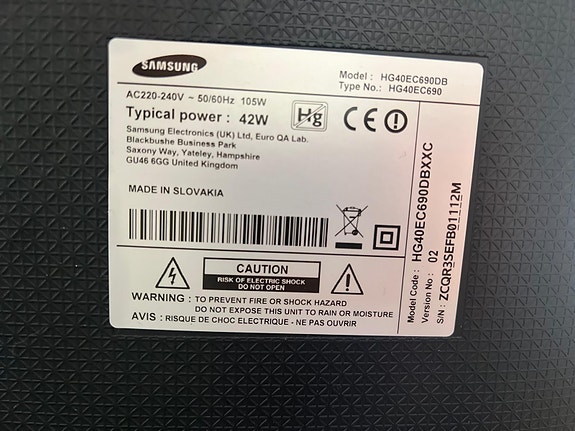 SAMSUNG
Model : HG40EC690DB
Type No.: HG40EC690
AC220-240V ~ 50/60Hz 105W
Typical power : 42W
Hg
CE
Samsung Electronics (UK) Ltd, Euro QA Lab.
Blackbushe Business Park
Saxony Way, Yateley, Hampshire
GU46 6GG United Kingdom
MADE IN SLOVAKIA
CAUTION
RISK OF ELECTRIC SHOCK
DO NOT OPEN
WARNING : TO PREVENT FIRE OR SHOCK HAZARD
DO NOT EXPOSE THIS UNIT TO RAIN OR MOISTURE
AVIS : RISQUE DE CHOC ELECTRIQUE - NE PAS OUVRIR
Model Code : HG40EC690DBXXC
Version No : 02
S/N : ZCQR3SEFB01112M